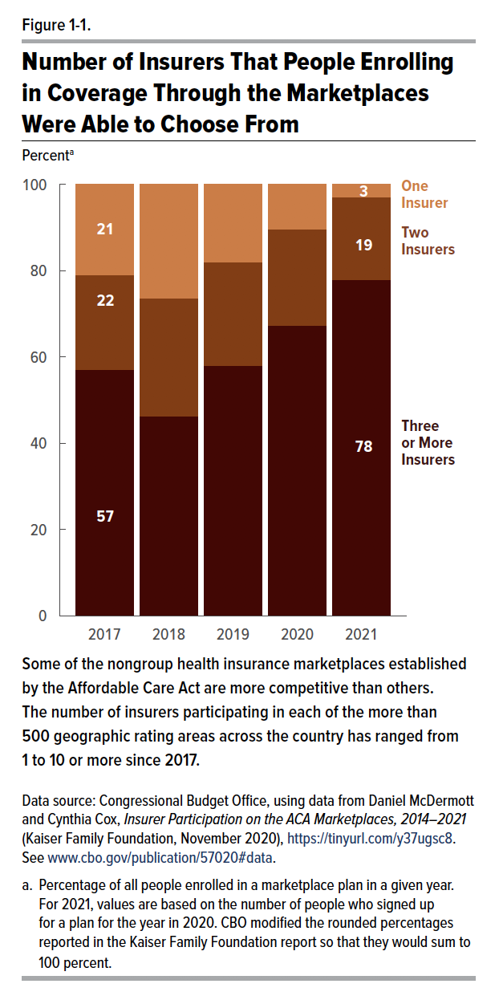 Figure 1-1.
Number of Insurers That People Enrolling
in Coverage Through the Marketplaces
Were Able to Choose From
Percentᵃ
100
80
60
40
20
0
21
22
57
3
19
78
One
Insurer
Two
Insurers
Three
or More
Insurers
2017 2018 2019 2020 2021
Some of the nongroup health insurance marketplaces established
by the Affordable Care Act are more competitive than others.
The number of insurers participating in each of the more than
500 geographic rating areas across the country has ranged from
1 to 10 or more since 2017.
Data source: Congressional Budget Office, using data from Daniel McDermott
and Cynthia Cox, Insurer Participation on the ACA Marketplaces, 2014–2021
(Kaiser Family Foundation, November 2020), https://tinyurl.com/y37ugsc8.
See www.cbo.gov/publication/57020#data.
a. Percentage of all people enrolled in a marketplace plan in a given year.
For 2021, values are based on the number of people who signed up
for a plan for the year in 2020. CBO modified the rounded percentages
reported in the Kaiser Family Foundation report so that they would sum to
100 percent.